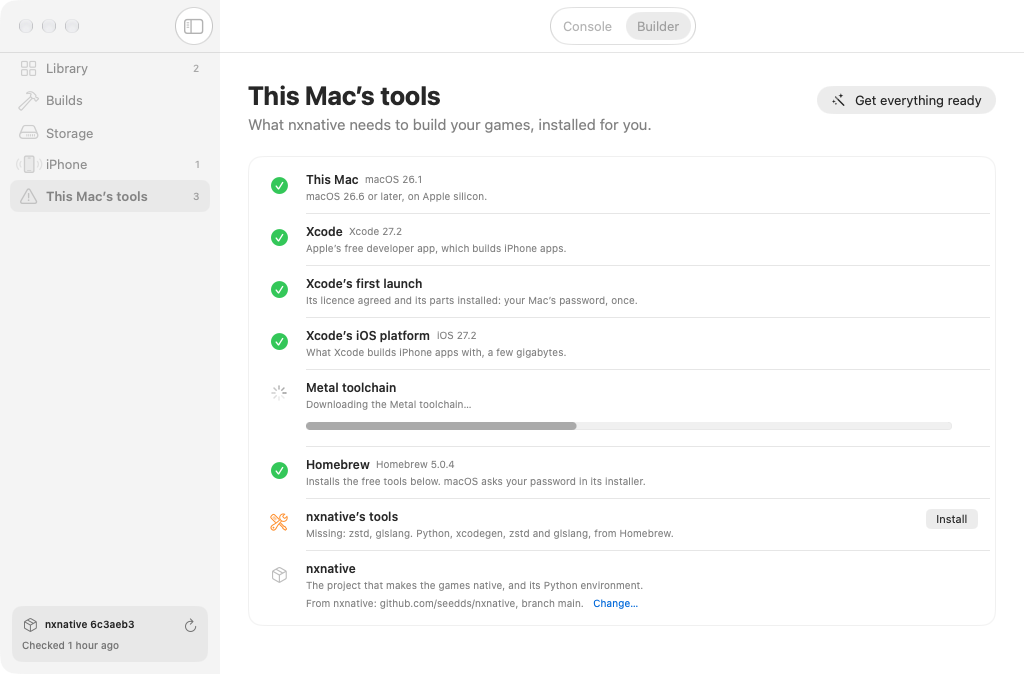 Console
Builder
Library
2
Builds
Storage
iPhone
1
This Mac’s tools
3
This Mac’s tools
What nxnative needs to build your games, installed for you.
Get everything ready
This Mac macOS 26.1
macOS 26.6 or later, on Apple silicon.
Xcode Xcode 27.2
Apple’s free developer app, which builds iPhone apps.
Xcode’s first launch
Its licence agreed and its parts installed: your Mac’s password, once.
Xcode’s iOS platform iOS 27.2
What Xcode builds iPhone apps with, a few gigabytes.
Metal toolchain
Downloading the Metal toolchain…
Homebrew Homebrew 5.0.4
Installs the free tools below. macOS asks your password in its installer.
nxnative’s tools
Missing: zstd, glslang. Python, xcodegen, zstd and glslang, from Homebrew.
Install
nxnative
The project that makes the games native, and its Python environment.
From nxnative: github.com/seedds/nxnative, branch main. Change…
nxnative 6c3aeb3
Checked 1 hour ago